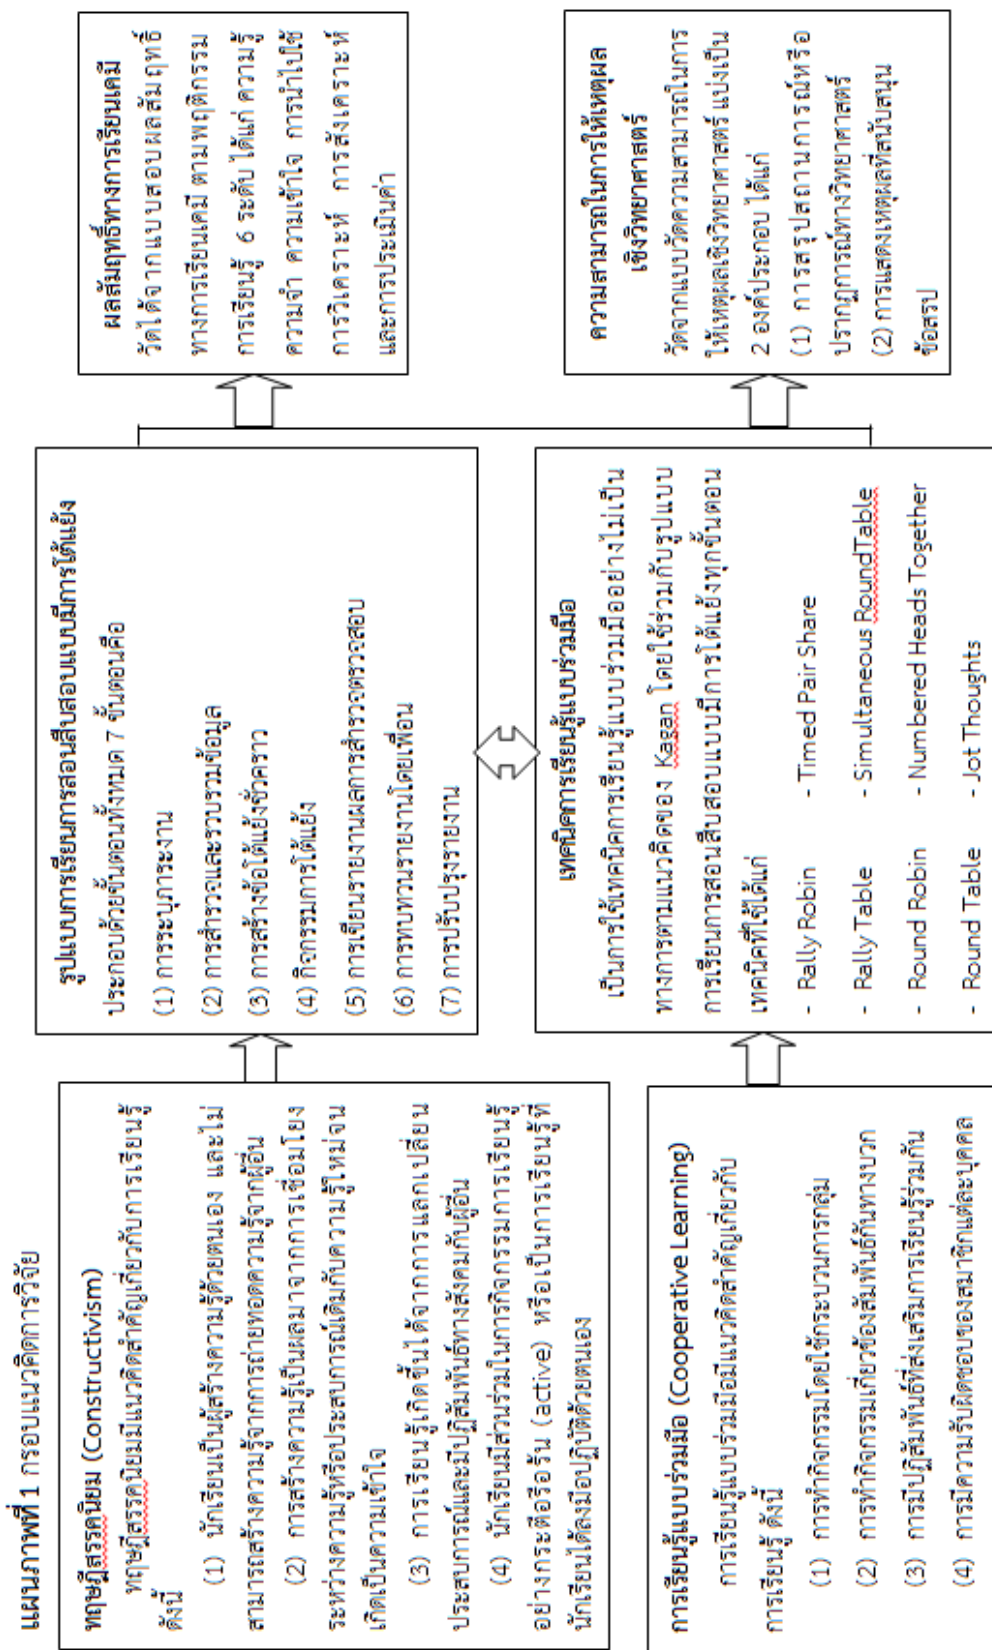 แผนภาพที่ 1 กรอบแนวคิดการวิจัย
ทฤษฎีสรรคนิยม (Constructivism)
ทฤษฎีสรรคนิยมมีแนวคิดสำคัญเกี่ยวกับการเรียนรู้
ดังนี้
(1) นักเรียนเป็นผู้สร้างความรู้ด้วยตนเอง และไม่
สามารถสร้างความรู้จากการถ่ายทอดความรู้จากผู้อื่น
(2) การสร้างความรู้เป็นผลมาจากการเชื่อมโยง
ระหว่างความรู้หรือประสบการณ์เดิมกับความรู้ใหม่จน
เกิดเป็นความเข้าใจ
(3) การเรียนรู้เกิดขึ้นได้จากการแลกเปลี่ยน
ประสบการณ์และมีปฏิสัมพันธ์ทางสังคมกับผู้อื่น
(4) นักเรียนมีส่วนร่วมในการกิจกรรมการเรียนรู้
อย่างกระตือรือร้น (active) หรือเป็นการเรียนรู้ที่
นักเรียนได้ลงมือปฏิบัติด้วยตนเอง
การเรียนรู้แบบร่วมมือ (Cooperative Learning)
การเรียนรู้แบบร่วมมือมีแนวคิดสำคัญเกี่ยวกับ
การเรียนรู้ ดังนี้
(1) การทำกิจกรรมโดยใช้กระบวนการกลุ่ม
(2) การทำกิจกรรมเกี่ยวข้องสัมพันธ์กันทางบวก
(3) การมีปฏิสัมพันธ์ที่ส่งเสริมการเรียนรู้ร่วมกัน
(4) การมีความรับผิดชอบของสมาชิกแต่ละบุคคล
รูปแบบการเรียนการสอนสืบสอบแบบมีการโต้แย้ง
ประกอบด้วยขั้นตอนทั้งหมด 7 ขั้นตอนคือ
(1) การระบุภาระงาน
(2) การสำรวจและรวบรวมข้อมูล
(3) การสร้างข้อโต้แย้งชั่วคราว
(4) กิจกรรมการโต้แย้ง
(5) การเขียนรายงานผลการสำรวจตรวจสอบ
(6) การทบทวนรายงานโดยเพื่อน
(7) การปรับปรุงรายงาน
เทคนิคการเรียนรู้แบบร่วมมือ
เป็นการใช้เทคนิคการเรียนรู้แบบร่วมมืออย่างไม่เป็น
ทางการตามแนวคิดของ Kagan โดยใช้ร่วมกับรูปแบบ
การเรียนการสอนสืบสอบแบบมีการโต้แย้งทุกขั้นตอน
เทคนิคที่ใช้ได้แก่
- Rally Robin - Timed Pair Share
- Rally Table - Simultaneous RoundTable
- Round Robin - Numbered Heads Together
- Round Table - Jot Thoughts
ผลสัมฤทธิ์ทางการเรียนเคมี
วัดได้จากแบบสอบผลสัมฤทธิ์
ทางการเรียนเคมี ตามพฤติกรรม
การเรียนรู้ 6 ระดับ ได้แก่ ความรู้
ความจำ ความเข้าใจ การนำไปใช้
การวิเคราะห์ การสังเคราะห์
และการประเมินค่า
ความสามารถในการให้เหตุผล
เชิงวิทยาศาสตร์
วัดจากแบบวัดความสามารถในการ
ให้เหตุผลเชิงวิทยาศาสตร์ แบ่งเป็น
2 องค์ประกอบ ได้แก่
(1) การสรุปสถานการณ์หรือ
ปรากฏการณ์ทางวิทยาศาสตร์
(2) การแสดงเหตุผลที่สนับสนุน
ข้อสรุป